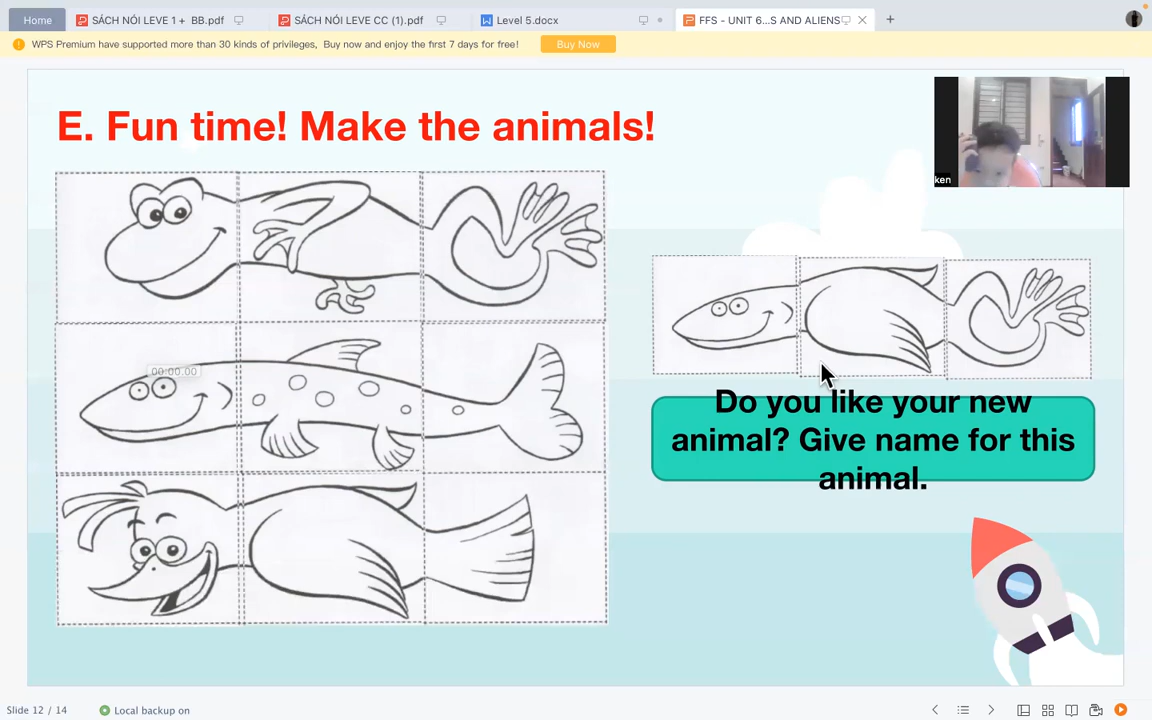 Home
SÁCH NÓI LEVE 1 + BB.pdf
SÁCH NÓI LEVE CC (1).pdf
Level 5.docx
FFS - UNIT 6...S AND ALIENS
WPS Premium have supported more than 30 kinds of privileges, Buy now and enjoy the first 7 days for free!
Buy Now
E. Fun time! Make the animals!
ken
00:00.00
Do you like your new
animal? Give name for this
animal.
Slide 12 / 14
Local backup on